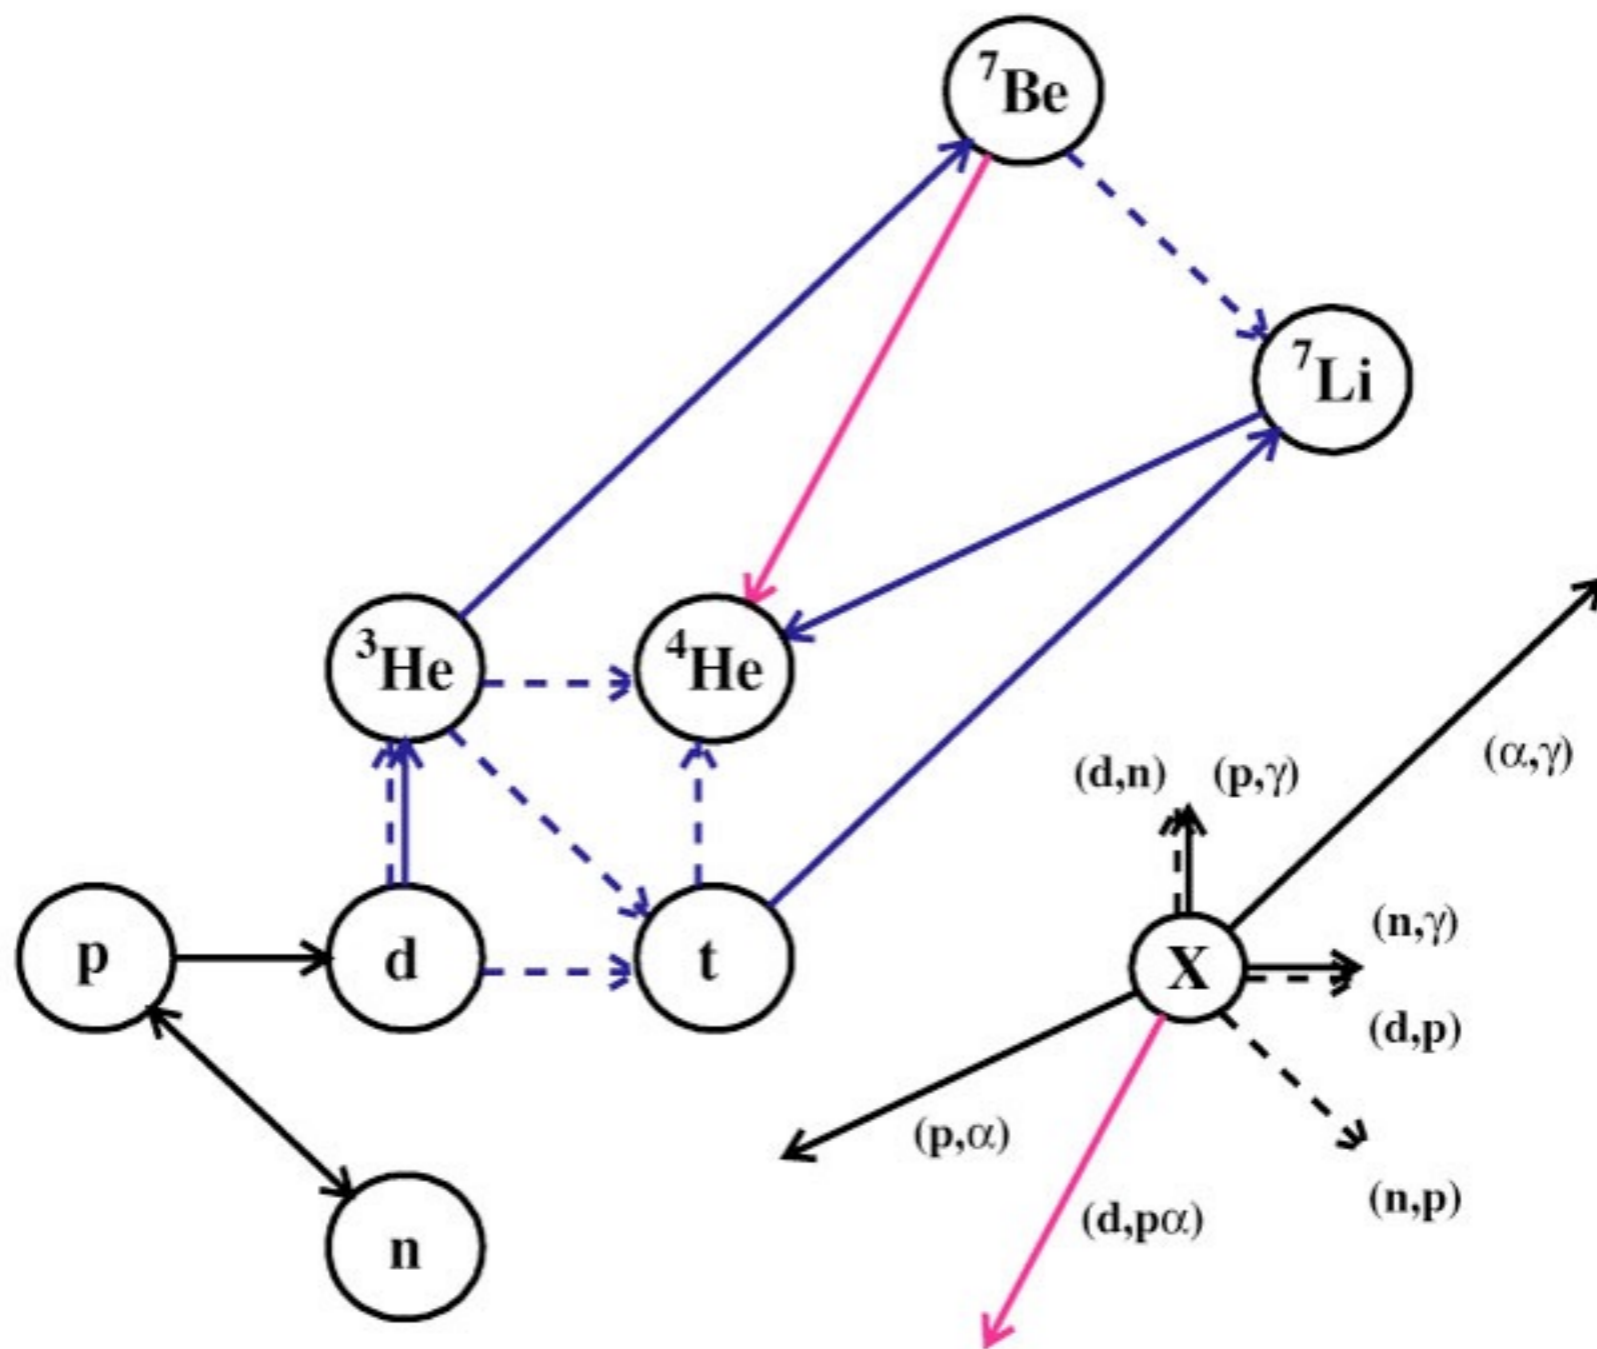 ⁷Be
⁷Li
³He
⁴He
(d,n)
(p,γ)
(α,γ)
p
d
t
X
(n,γ)
(d,p)
(p,α)
(d,pα)
(n,p)
n